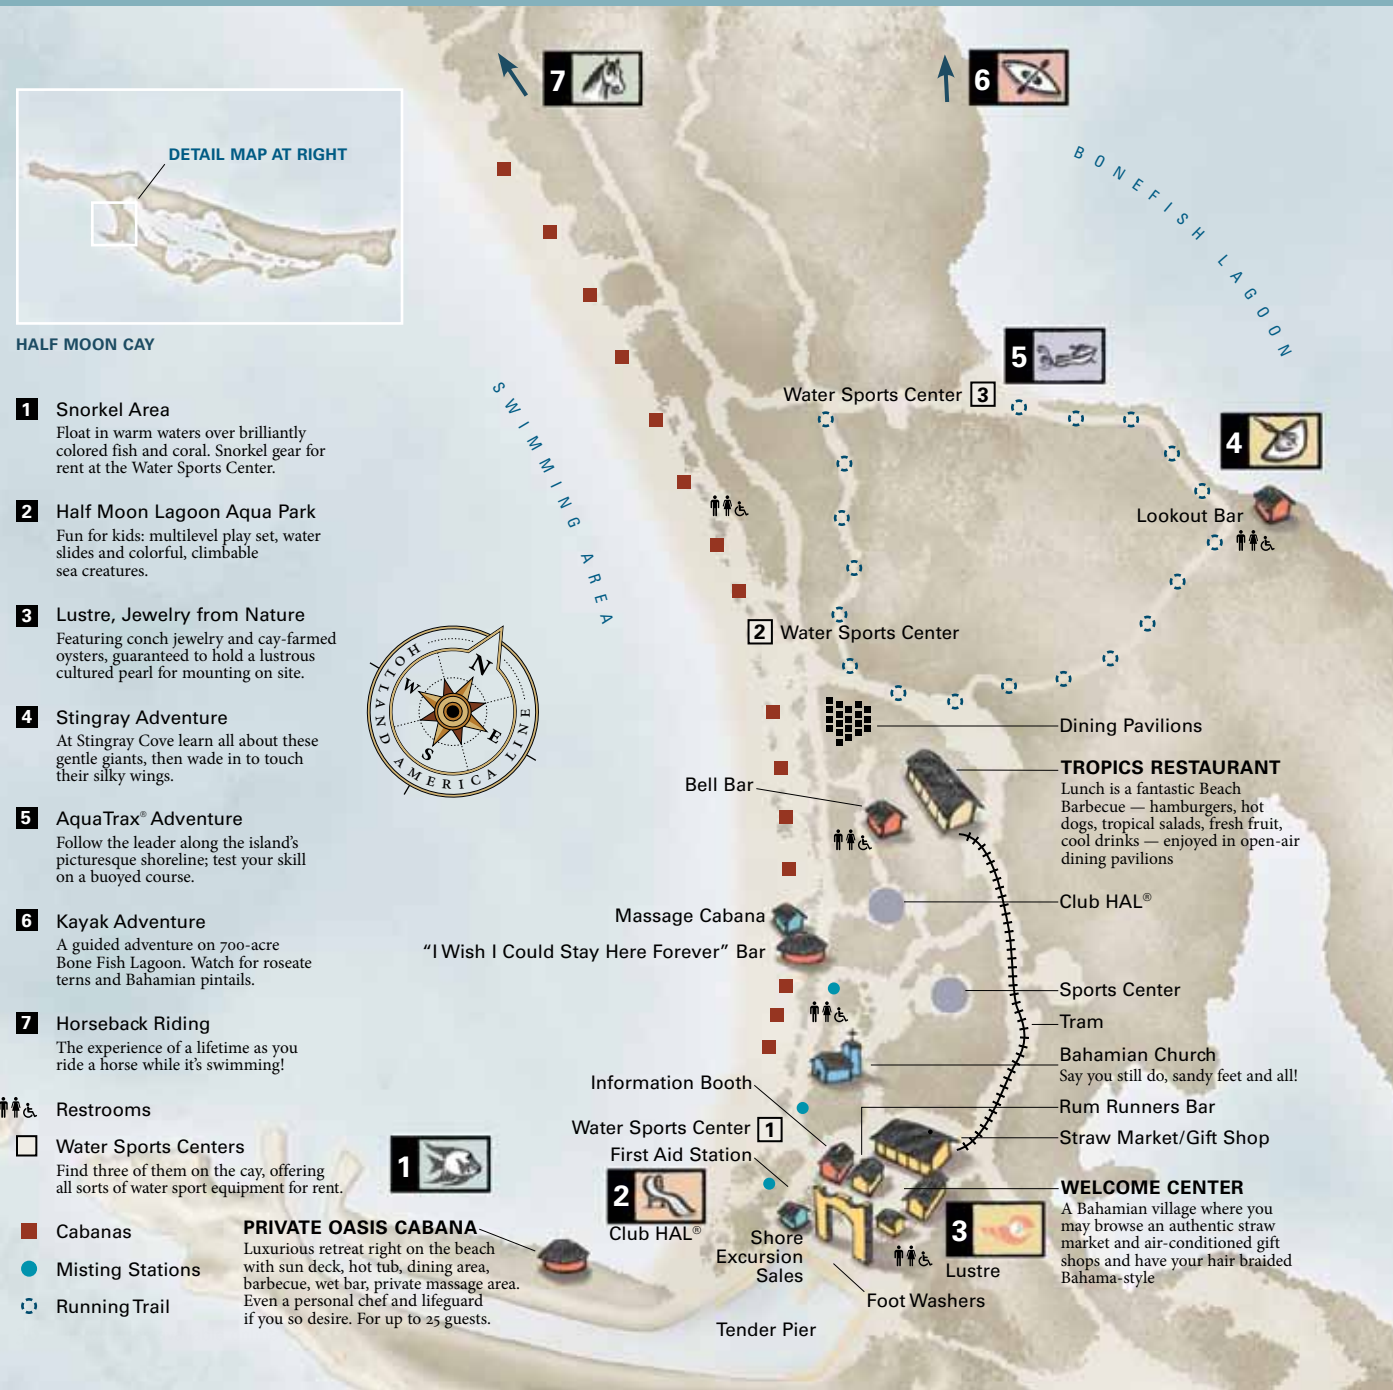 7
6
DETAIL MAP AT RIGHT
BONEFISH LAGOON
HALF MOON CAY
5
Water Sports Center 3
4
SWIMMING AREA
Lookout Bar
1 Snorkel Area
Float in warm waters over brilliantly
colored fish and coral. Snorkel gear for
rent at the Water Sports Center.
2 Half Moon Lagoon Aqua Park
Fun for kids: multilevel play set, water
slides and colorful, climbable
sea creatures.
3 Lustre, Jewelry from Nature
Featuring conch jewelry and cay-farmed
oysters, guaranteed to hold a lustrous
cultured pearl for mounting on site.
4 Stingray Adventure
At Stingray Cove learn all about these
gentle giants, then wade in to touch
their silky wings.
5 AquaTrax® Adventure
Follow the leader along the island's
picturesque shoreline; test your skill
on a buoyed course.
6 Kayak Adventure
A guided adventure on 700-acre
Bone Fish Lagoon. Watch for roseate
terns and Bahamian pintails.
7 Horseback Riding
The experience of a lifetime as you
ride a horse while it's swimming!
Restrooms
Water Sports Centers
Find three of them on the cay, offering
all sorts of water sport equipment for rent.
Cabanas
Misting Stations
Running Trail
HOLLAND AMERICA LINE
N
W
E
S
2 Water Sports Center
Dining Pavilions
Bell Bar
TROPICS RESTAURANT
Lunch is a fantastic Beach
Barbecue — hamburgers, hot
dogs, tropical salads, fresh fruit,
cool drinks — enjoyed in open-air
dining pavilions
Club HAL®
Massage Cabana
"I Wish I Could Stay Here Forever" Bar
Sports Center
Tram
Bahamian Church
Say you still do, sandy feet and all!
Information Booth
Rum Runners Bar
Water Sports Center 1
Straw Market/Gift Shop
First Aid Station
1
2
Club HAL®
WELCOME CENTER
A Bahamian village where you
may browse an authentic straw
market and air-conditioned gift
shops and have your hair braided
Bahama-style
PRIVATE OASIS CABANA
Luxurious retreat right on the beach
with sun deck, hot tub, dining area,
barbecue, wet bar, private massage area.
Even a personal chef and lifeguard
if you so desire. For up to 25 guests.
Shore
Excursion
Sales
3
Lustre
Foot Washers
Tender Pier